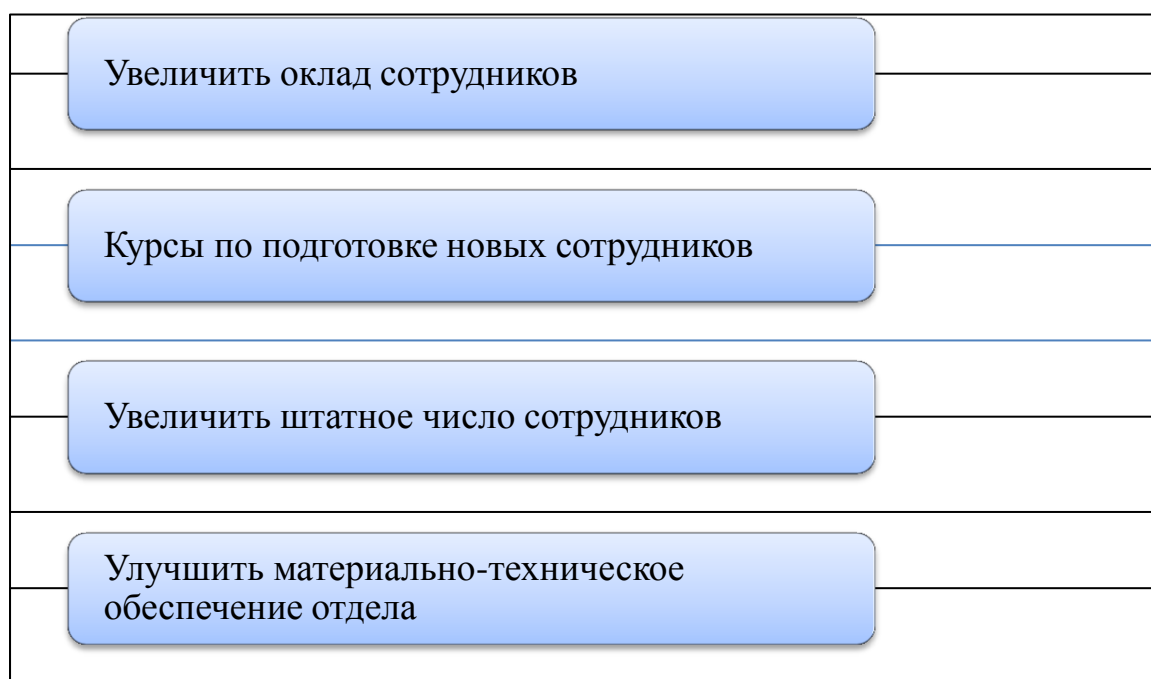 Увеличить оклад сотрудников
Курсы по подготовке новых сотрудников
Увеличить штатное число сотрудников
Улучшить материально-техническое
обеспечение отдела